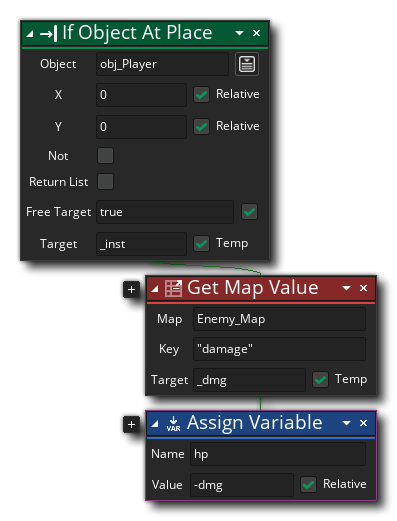 If Object At Place
Object obj_Player
X 0 Relative
Y 0 Relative
Not
Return List
Free Target true
Target _inst Temp
Get Map Value
Map Enemy_Map
Key "damage"
Target _dmg Temp
VAR Assign Variable
Name hp
Value -dmg Relative